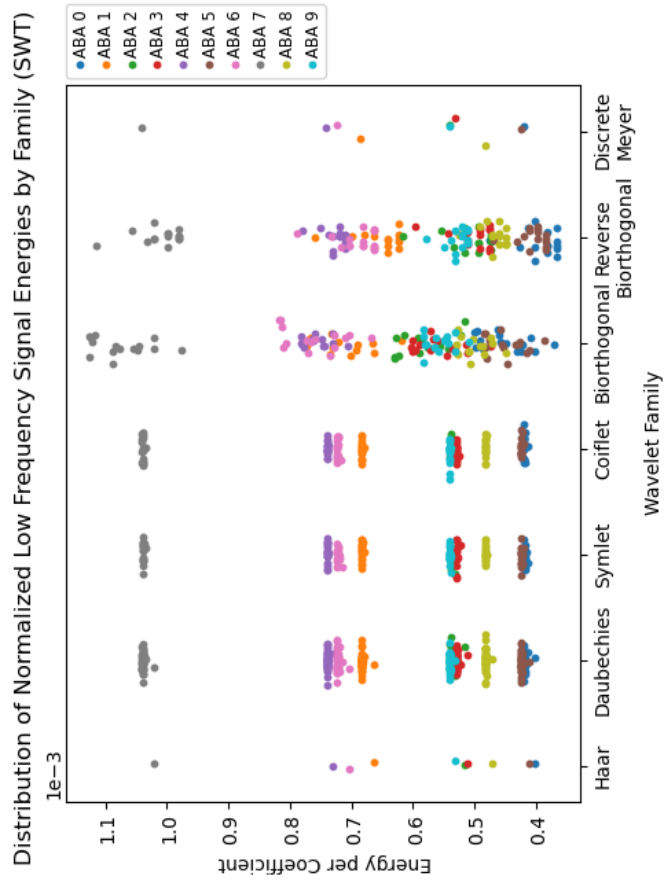 Distribution of Normalized Low Frequency Signal Energies by Family (SWT)
1e−3
1.1
1.0
0.9
0.8
0.7
0.6
0.5
0.4
Energy per Coefficient
Haar
Daubechies
Symlet
Coiflet
Biorthogonal
Reverse
Biorthogonal
Discrete
Meyer
Wavelet Family
ABA 0
ABA 1
ABA 2
ABA 3
ABA 4
ABA 5
ABA 6
ABA 7
ABA 8
ABA 9